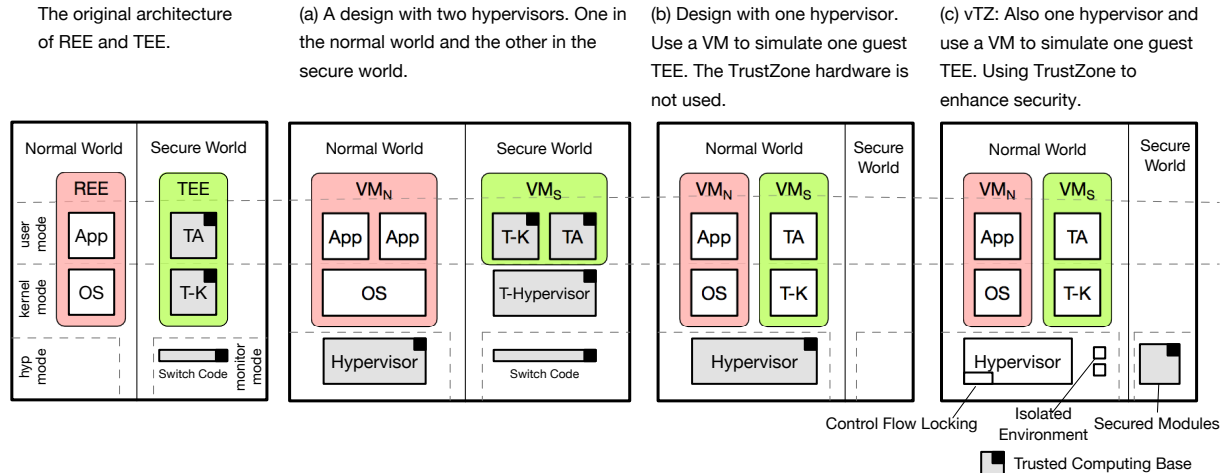 The original architecture
of REE and TEE.
(a) A design with two hypervisors. One in
the normal world and the other in the
secure world.
(b) Design with one hypervisor.
Use a VM to simulate one guest
TEE. The TrustZone hardware is
not used.
(c) vTZ: Also one hypervisor and
use a VM to simulate one guest
TEE. Using TrustZone to
enhance security.
Normal World
Secure World
REE
TEE
user
mode
App
TA
kernel
mode
OS
T-K
hyp
mode
Switch Code
monitor
mode
Normal World
Secure World
VMN
VMS
App
App
T-K
TA
OS
T-Hypervisor
Hypervisor
Switch Code
Normal World
Secure
World
VMN
VMS
App
TA
OS
T-K
Hypervisor
Normal World
Secure
World
VMN
VMS
App
TA
OS
T-K
Hypervisor
Control Flow Locking
Isolated
Environment
Secured Modules
Trusted Computing Base